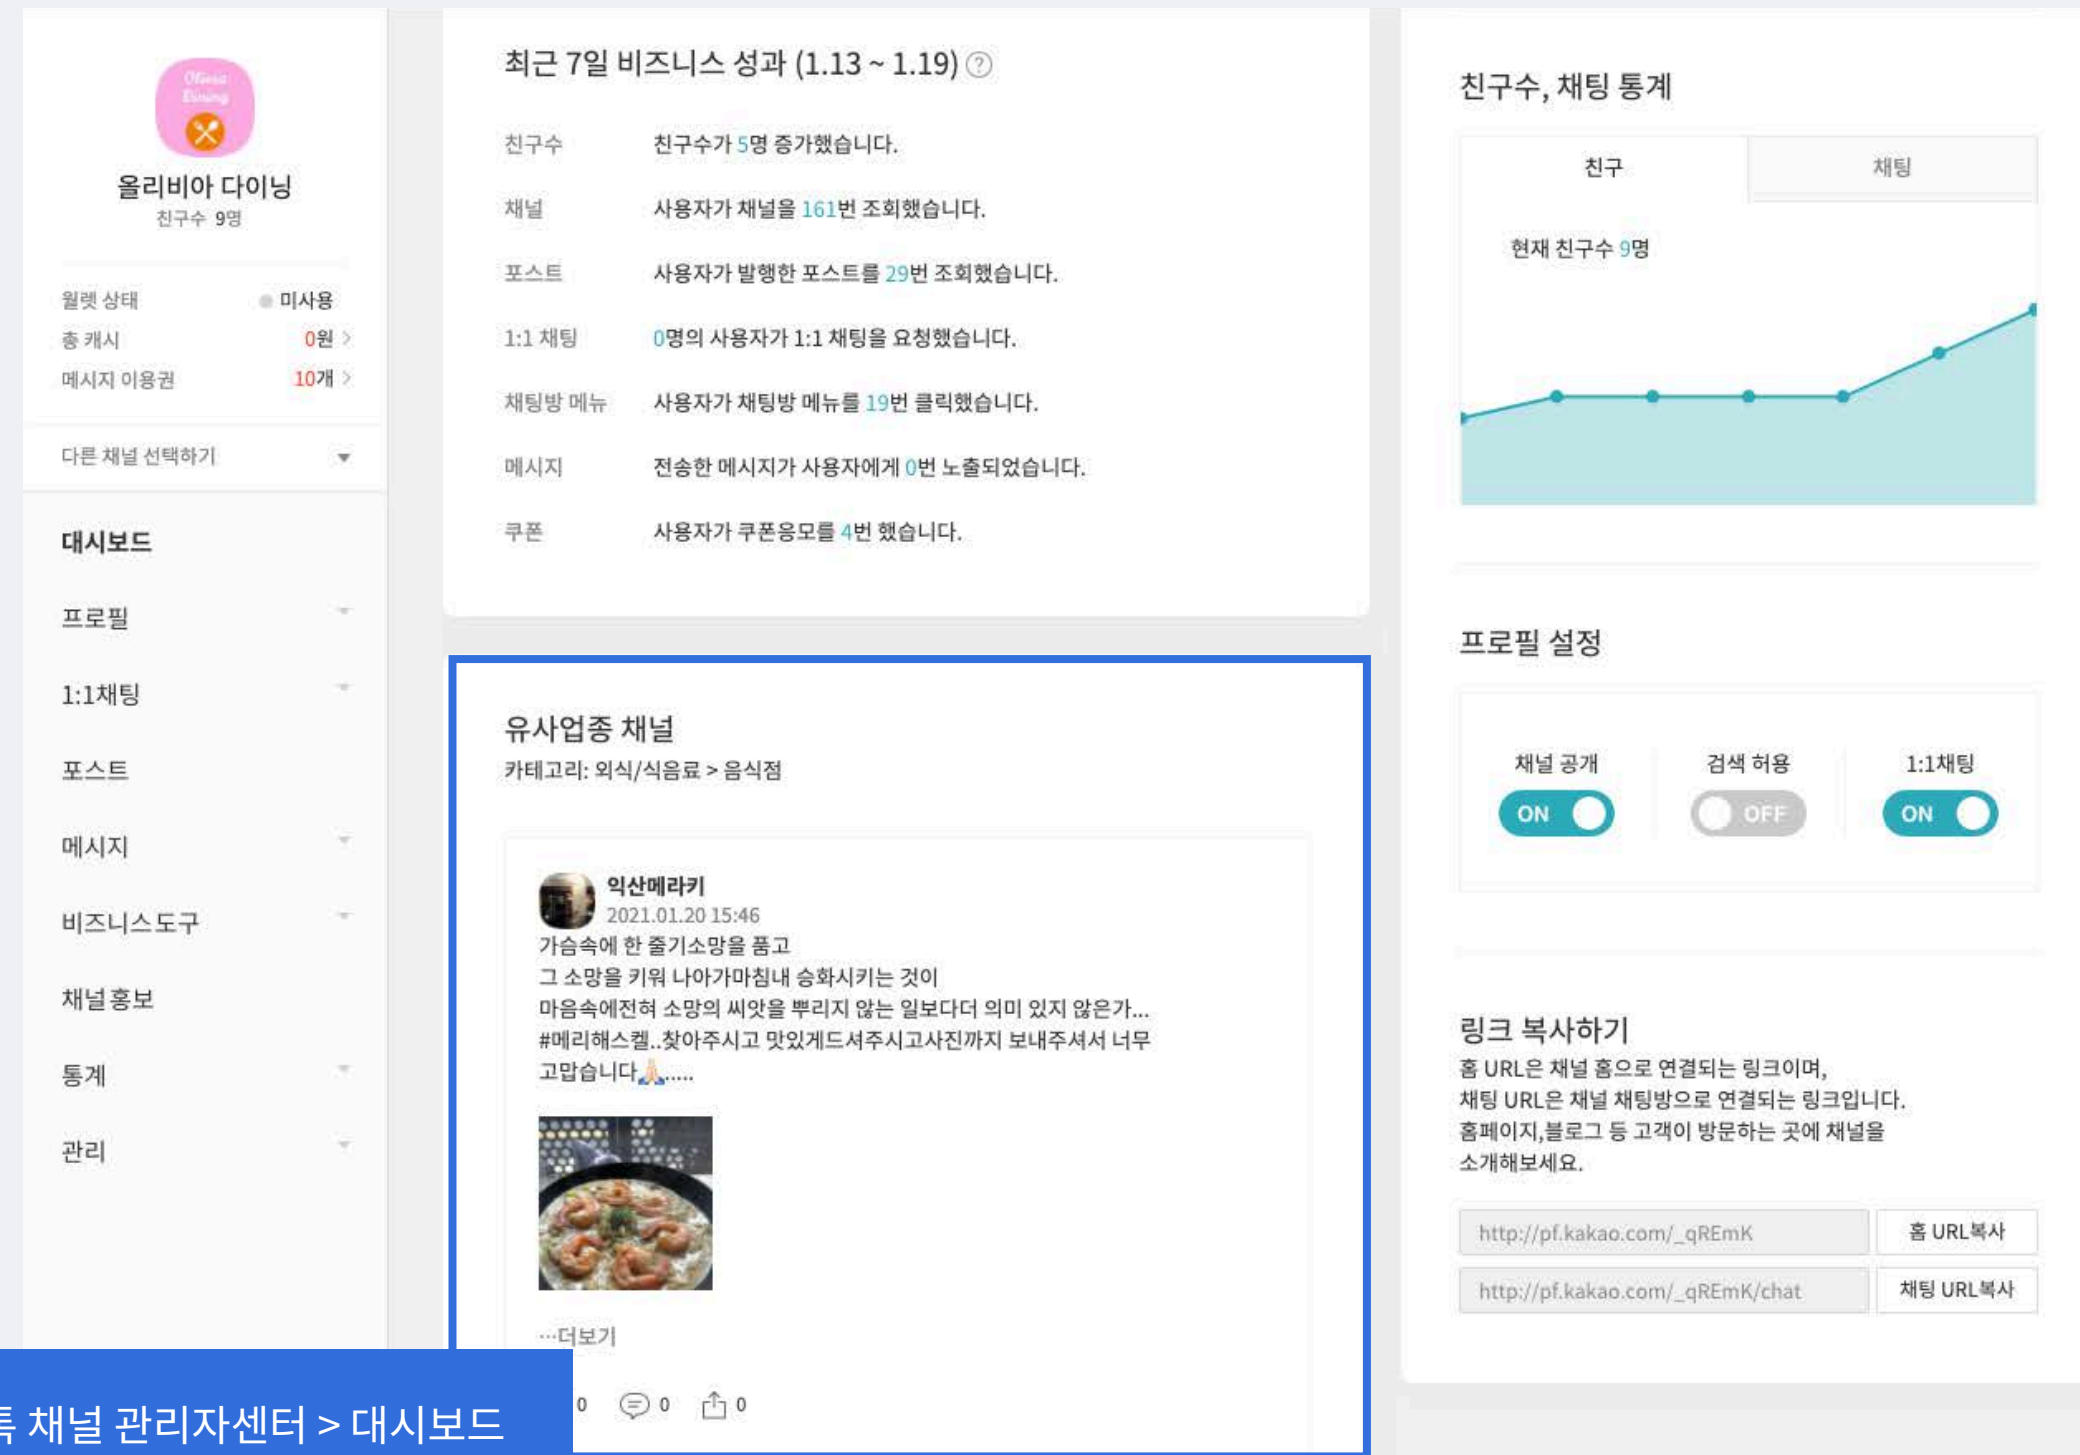 Olivia
Dining
올리비아 다이닝
친구수 9명
월렛 상태 미사용
총 캐시 0원 >
메시지 이용권 10개 >
다른 채널 선택하기
대시보드
프로필
1:1채팅
포스트
메시지
비즈니스도구
채널홍보
통계
관리
최근 7일 비즈니스 성과 (1.13 ~ 1.19) ?
친구수 친구수가 5명 증가했습니다.
채널 사용자가 채널을 161번 조회했습니다.
포스트 사용자가 발행한 포스트를 29번 조회했습니다.
1:1 채팅 0명의 사용자가 1:1 채팅을 요청했습니다.
채팅방 메뉴 사용자가 채팅방 메뉴를 19번 클릭했습니다.
메시지 전송한 메시지가 사용자에게 0번 노출되었습니다.
쿠폰 사용자가 쿠폰응모를 4번 했습니다.
유사업종 채널
카테고리: 외식/식음료 > 음식점
익산메라키
2021.01.20 15:46
가슴속에 한 줄기소망을 품고
그 소망을 키워 나아가마침내 승화시키는 것이
마음속에전혀 소망의 씨앗을 뿌리지 않는 일보다더 의미 있지 않은가...
#메리해스켈..찾아주시고 맛있게드셔주시고사진까지 보내주셔서 너무
고맙습니다🙏🏻.....
…더보기
0 0 0
친구수, 채팅 통계
친구 채팅
현재 친구수 9명
프로필 설정
채널 공개 검색 허용 1:1채팅
ON OFF ON
링크 복사하기
홈 URL은 채널 홈으로 연결되는 링크이며,
채팅 URL은 채널 채팅방으로 연결되는 링크입니다.
홈페이지,블로그 등 고객이 방문하는 곳에 채널을
소개해보세요.
http://pf.kakao.com/_qREmK 홈 URL복사
http://pf.kakao.com/_qREmK/chat 채팅 URL복사
톡 채널 관리자센터 > 대시보드